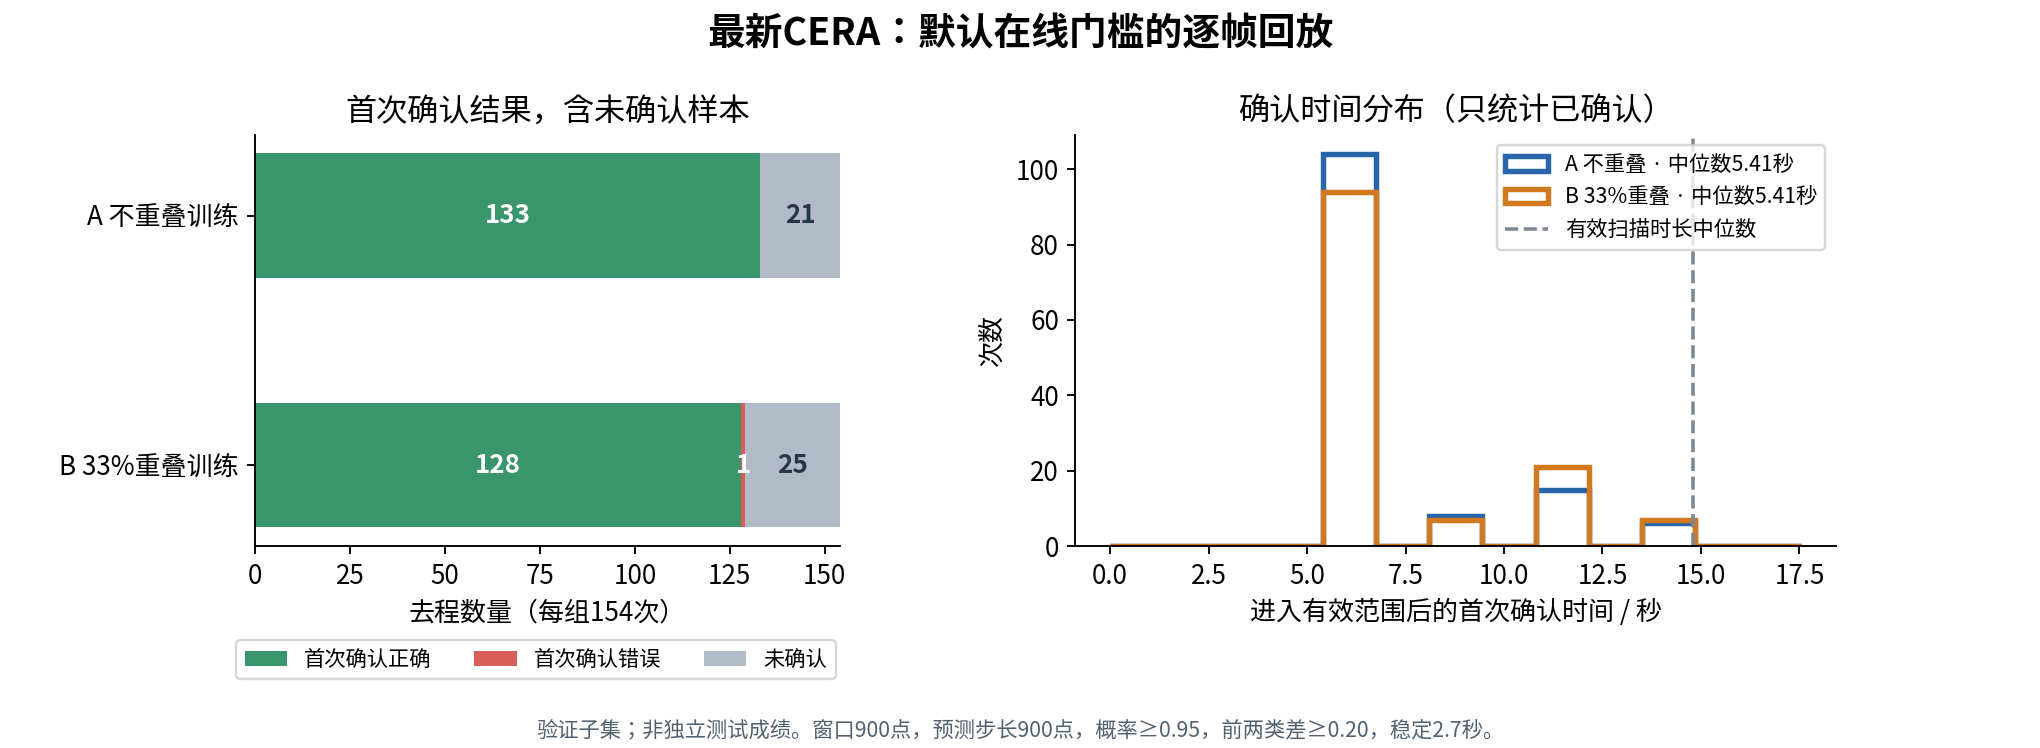 最新CERA：默认在线门槛的逐帧回放
首次确认结果，含未确认样本
A 不重叠训练
133
21
B 33%重叠训练
128
1
25
0
25
50
75
100
125
150
去程数量（每组154次）
首次确认正确
首次确认错误
未确认
确认时间分布（只统计已确认）
A 不重叠 · 中位数5.41秒
B 33%重叠 · 中位数5.41秒
有效扫描时长中位数
次数
100
80
60
40
20
0
0.0
2.5
5.0
7.5
10.0
12.5
15.0
17.5
进入有效范围后的首次确认时间 / 秒
验证子集；非独立测试成绩。窗口900点，预测步长900点，概率≥0.95，前两类差≥0.20，稳定2.7秒。